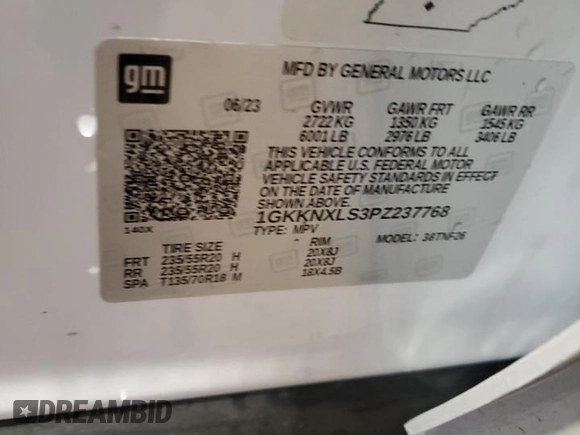 gm
MFD BY GENERAL MOTORS LLC
06/23 GVWR GAWR FRT GAWR RR
2722 KG 1350 KG 1545 KG
6001 LB 2976 LB 3406 LB
THIS VEHICLE CONFORMS TO ALL
APPLICABLE U.S. FEDERAL MOTOR
VEHICLE SAFETY STANDARDS IN EFFECT
ON THE DATE OF MANUFACTURE
SHOWN ABOVE.
1GKKNXLS3PZ237768
140X TYPE: MPV MODEL: 38TNF26
TIRE SIZE RIM
FRT 235/55R20 H 20X8J
RR 235/55R20 H 20X8J
SPA T135/70R18 M 18X4.5B
DREAMBID